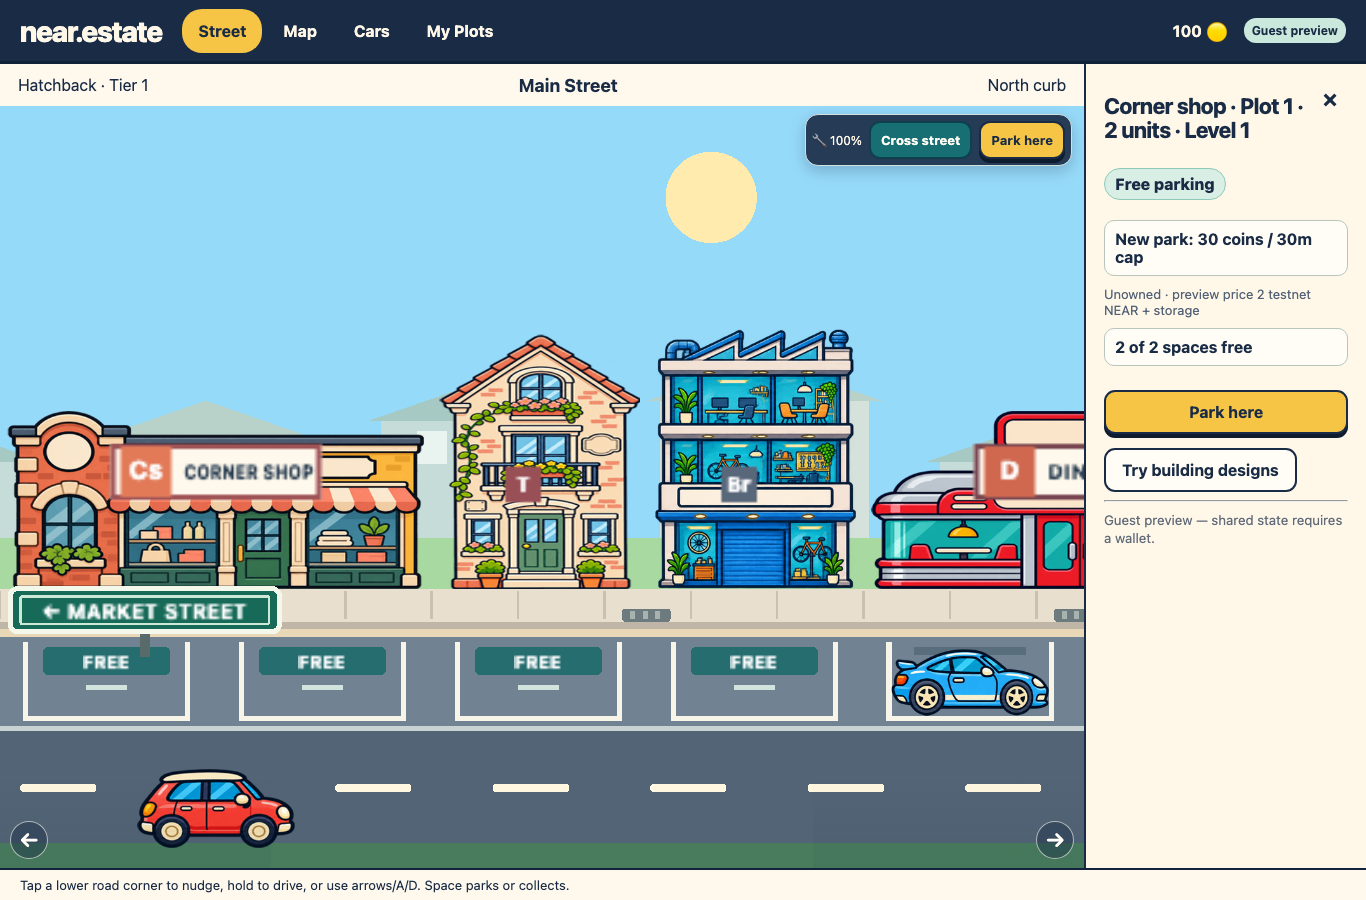 near.estate
Street
Map
Cars
My Plots
100
Guest preview
Hatchback · Tier 1
Main Street
North curb
100%
Cross street
Park here
Cs CORNER SHOP
T
Br
D DIN
← MARKET STREET
FREE
FREE
FREE
FREE
Corner shop · Plot 1 ·
2 units · Level 1
×
Free parking
New park: 30 coins / 30m
cap
Unowned · preview price 2 testnet
NEAR + storage
2 of 2 spaces free
Park here
Try building designs
Guest preview — shared state requires
a wallet.
Tap a lower road corner to nudge, hold to drive, or use arrows/A/D. Space parks or collects.